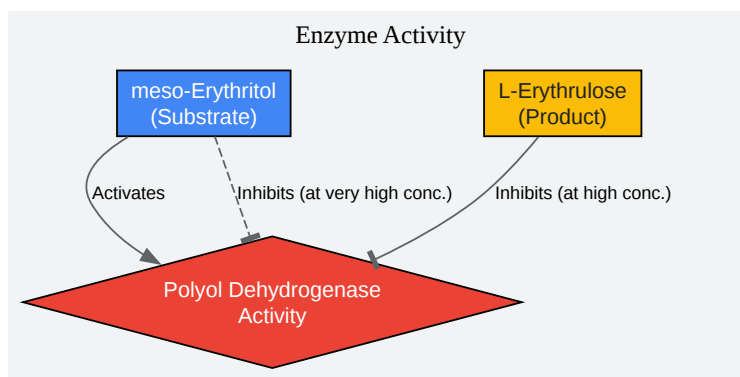 Enzyme Activity
meso-Erythritol
(Substrate)
L-Erythrulose
(Product)
Activates
Inhibits (at very high conc.)
Inhibits (at high conc.)
Polyol Dehydrogenase
Activity